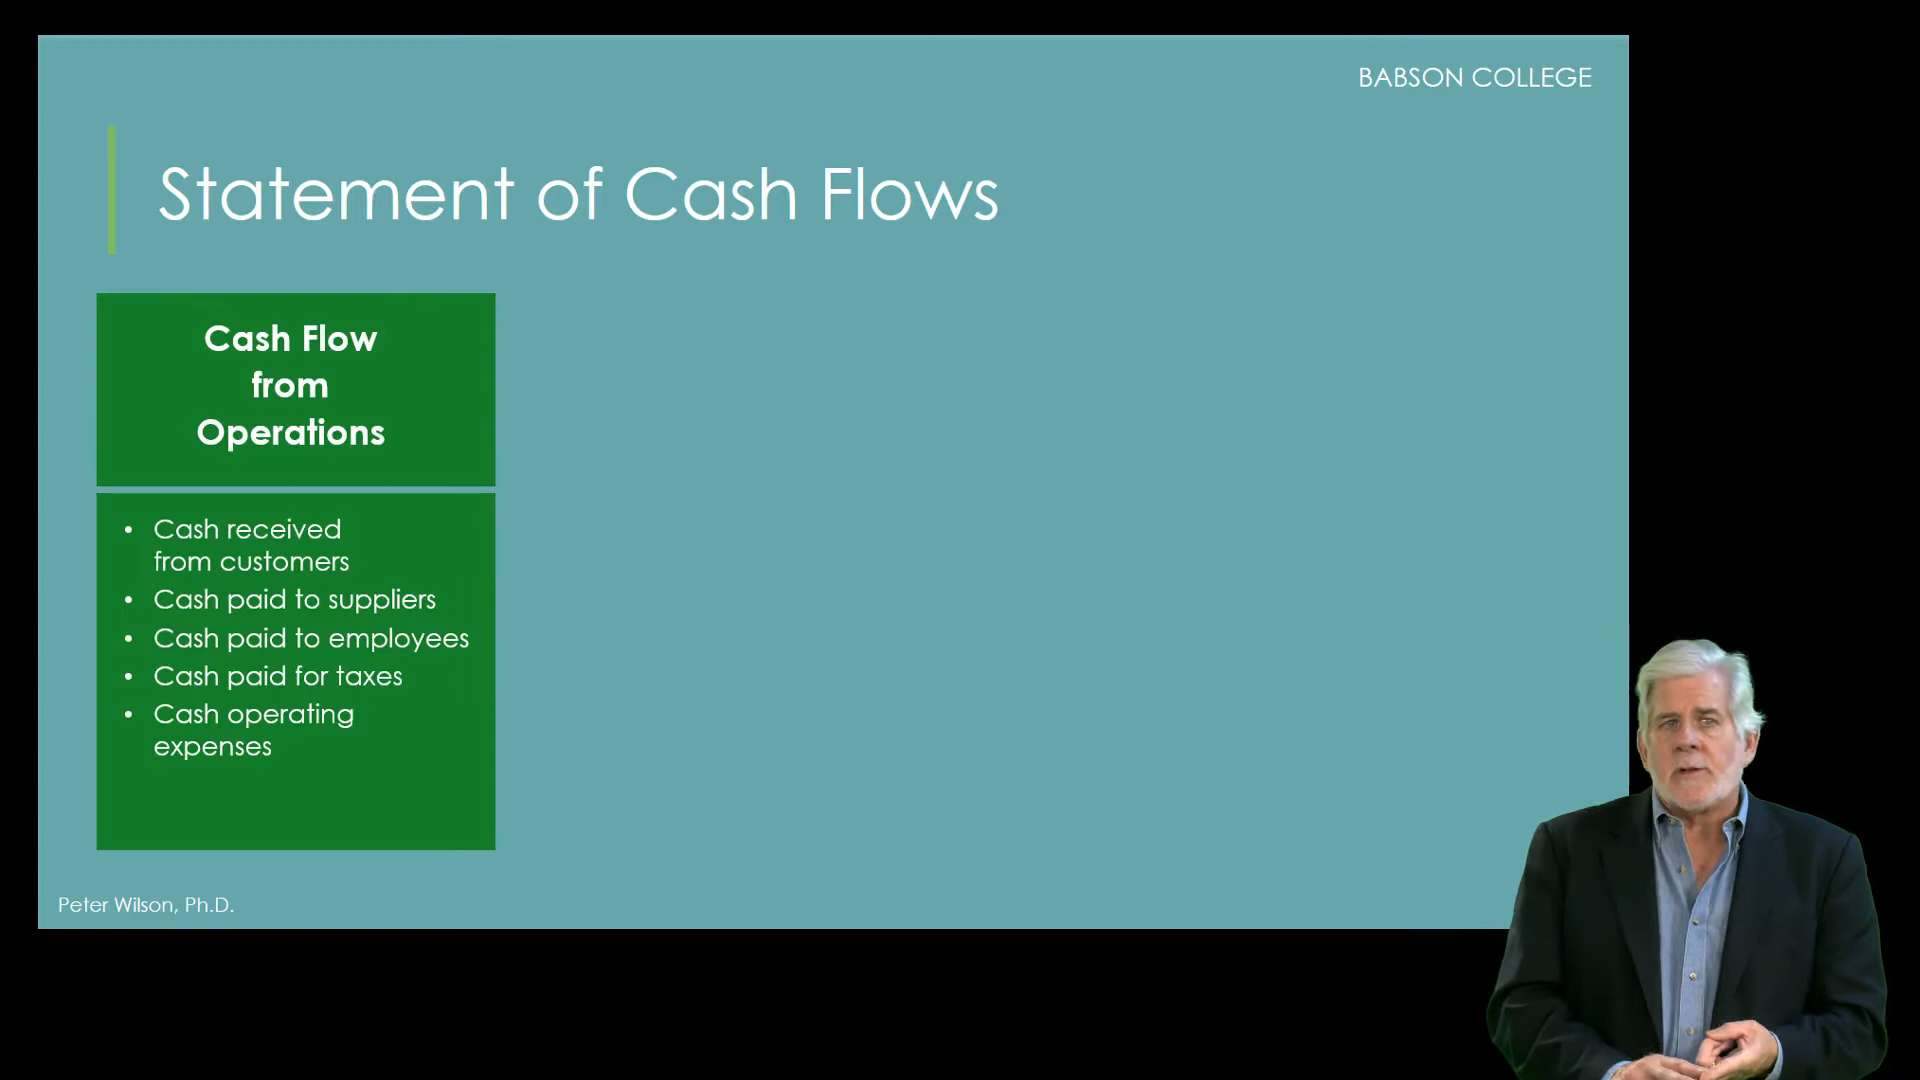 BABSON COLLEGE
Statement of Cash Flows
Cash Flow
from
Operations
• Cash received
from customers
• Cash paid to suppliers
• Cash paid to employees
• Cash paid for taxes
• Cash operating
expenses
Peter Wilson, Ph.D.